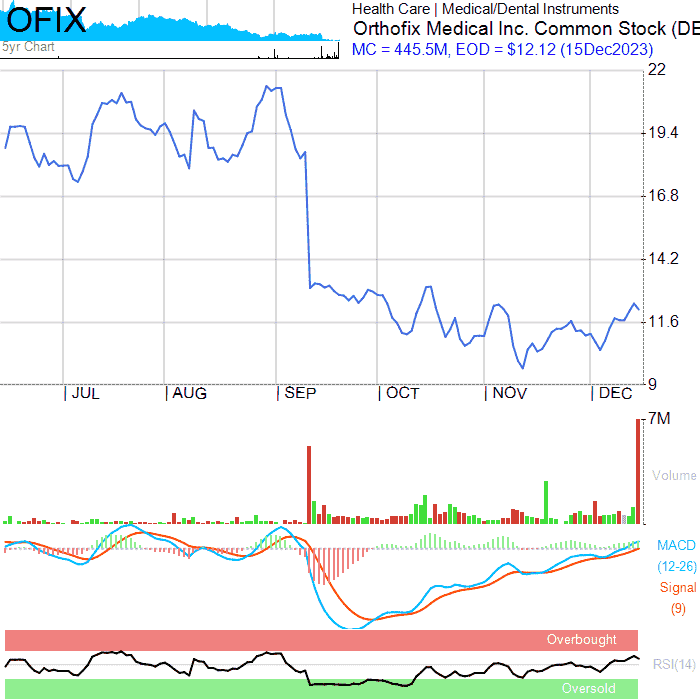 OFIX
5yr Chart
Health Care | Medical/Dental Instruments
Orthofix Medical Inc. Common Stock (DE
MC = 445.5M, EOD = $12.12 (15Dec2023)
22
19.4
16.8
14.2
11.6
9
| JUL | AUG | SEP | OCT | NOV | DEC
7M
Volume
MACD
(12-26)
Signal
(9)
Overbought
RSI(14)
Oversold